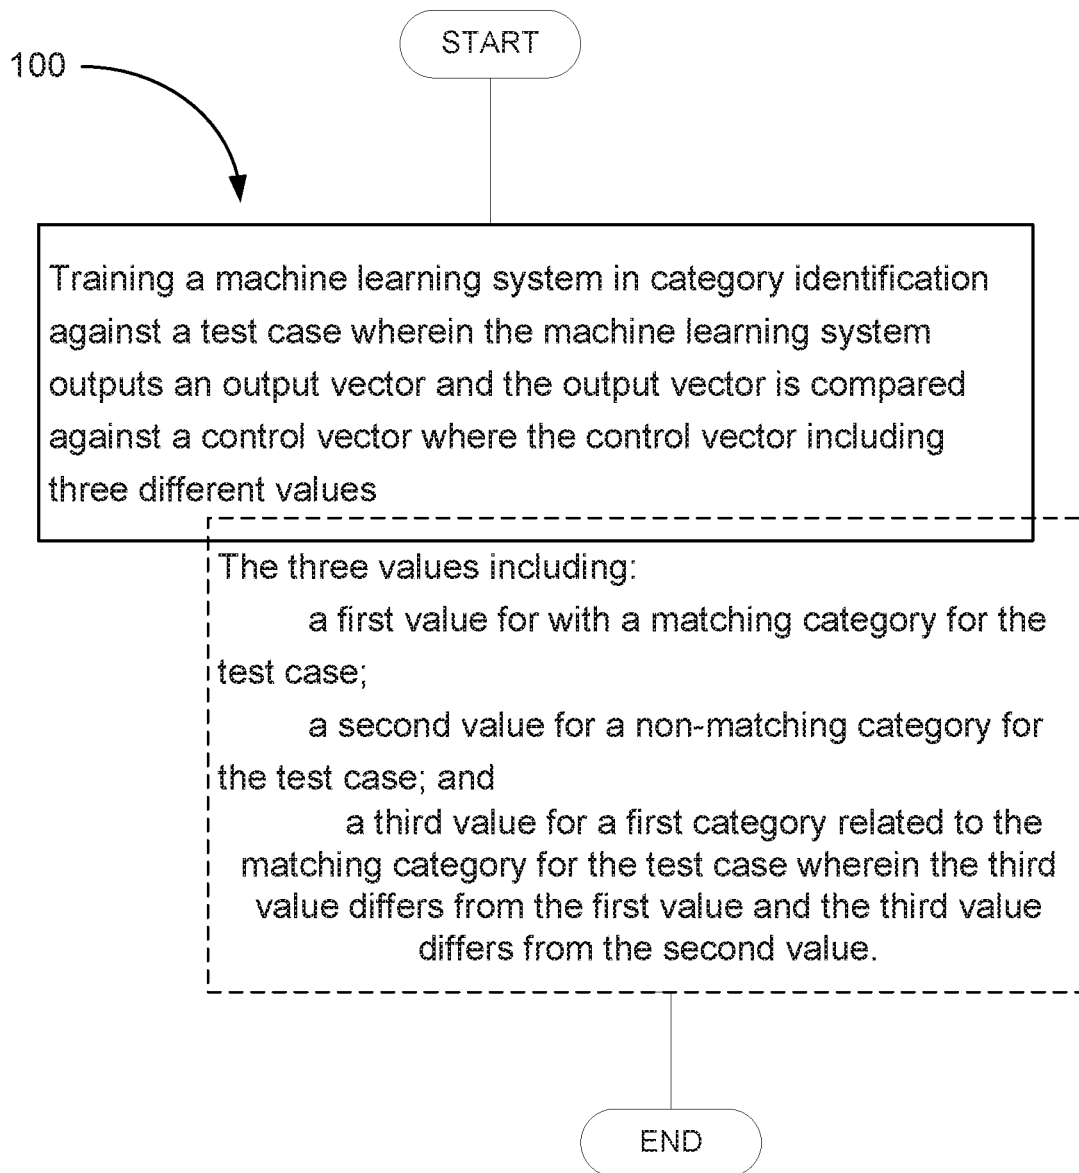 START
100
Training a machine learning system in category identification
against a test case wherein the machine learning system
outputs an output vector and the output vector is compared
against a control vector where the control vector including
three different values
The three values including:
a first value for with a matching category for the
test case;
a second value for a non-matching category for
the test case; and
a third value for a first category related to the
matching category for the test case wherein the third
value differs from the first value and the third value
differs from the second value.
END